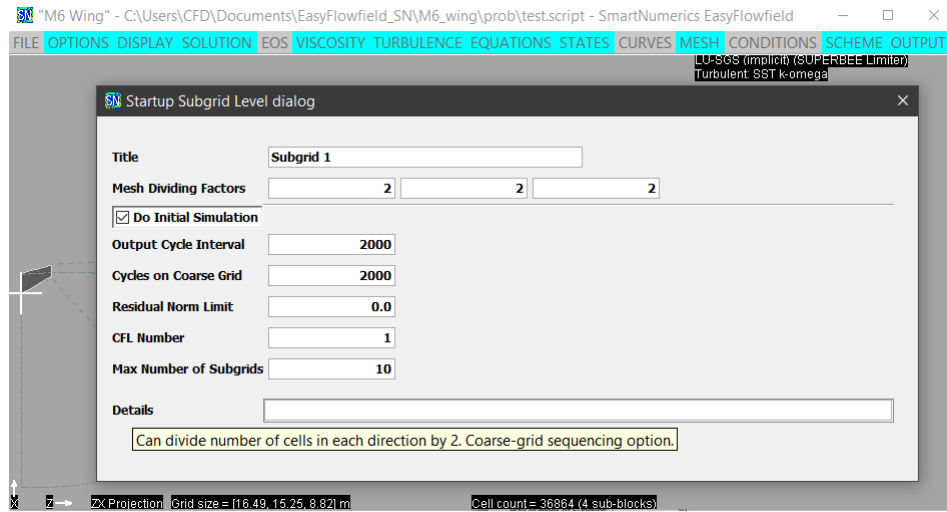 "M6 Wing" - C:\Users\CFD\Documents\EasyFlowfield_SN\M6_wing\prob\test.script - SmartNumerics EasyFlowfield
FILE OPTIONS DISPLAY SOLUTION EOS VISCOSITY TURBULENCE EQUATIONS STATES CURVES MESH CONDITIONS SCHEME OUTPUT
LU-SGS (implicit) (SUPERBEE Limiter)
Turbulent: SST k-omega
SN Startup Subgrid Level dialog
Title Subgrid 1
Mesh Dividing Factors 2 2 2
Do Initial Simulation
Output Cycle Interval 2000
Cycles on Coarse Grid 2000
Residual Norm Limit 0.0
CFL Number 1
Max Number of Subgrids 10
Details
Can divide number of cells in each direction by 2. Coarse-grid sequencing option.
X Z ZX Projection Grid size = [16.49, 15.25, 8.82] m Cell count = 36864 (4 sub-blocks)